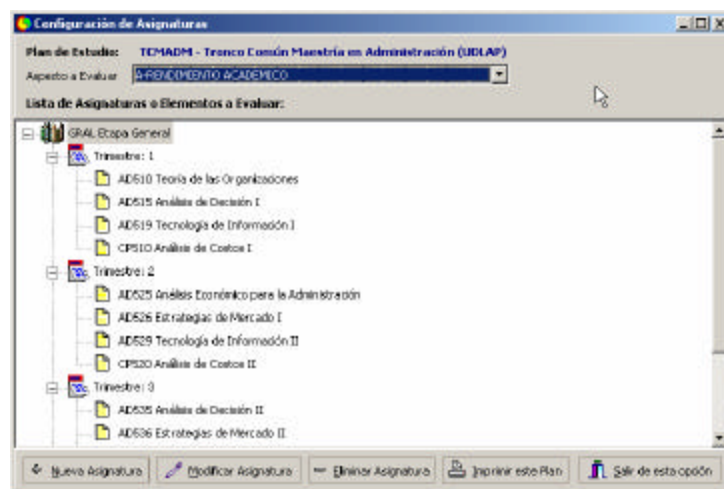 Configuración de Asignaturas
Plan de Estudio: TCMADM - Tronco Común Maestría en Administración (UDLAP)
Aspecto a Evaluar A-RENDIMIENTO ACADEMICO
Lista de Asignaturas o Elementos a Evaluar:
GRAL Etapa General
Trimestre: 1
AD510 Teoría de las Organizaciones
AD515 Análisis de Decisión I
AD519 Tecnología de Información I
CP510 Análisis de Costos I
Trimestre: 2
AD525 Análisis Económico para la Administración
AD526 Estrategias de Mercado I
AD529 Tecnología de Información II
CP520 Análisis de Costos II
Trimestre: 3
AD535 Análisis de Decisión II
AD536 Estrategias de Mercado II
Nueva Asignatura Modificar Asignatura Eliminar Asignatura Imprimir este Plan Salir de esta opción